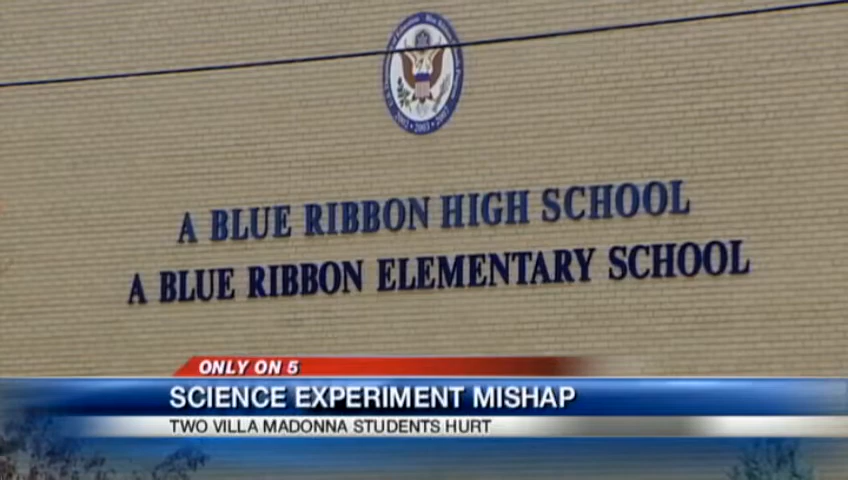 A BLUE RIBBON HIGH SCHOOL
A BLUE RIBBON ELEMENTARY SCHOOL
ONLY ON 5
SCIENCE EXPERIMENT MISHAP
TWO VILLA MADONNA STUDENTS HURT